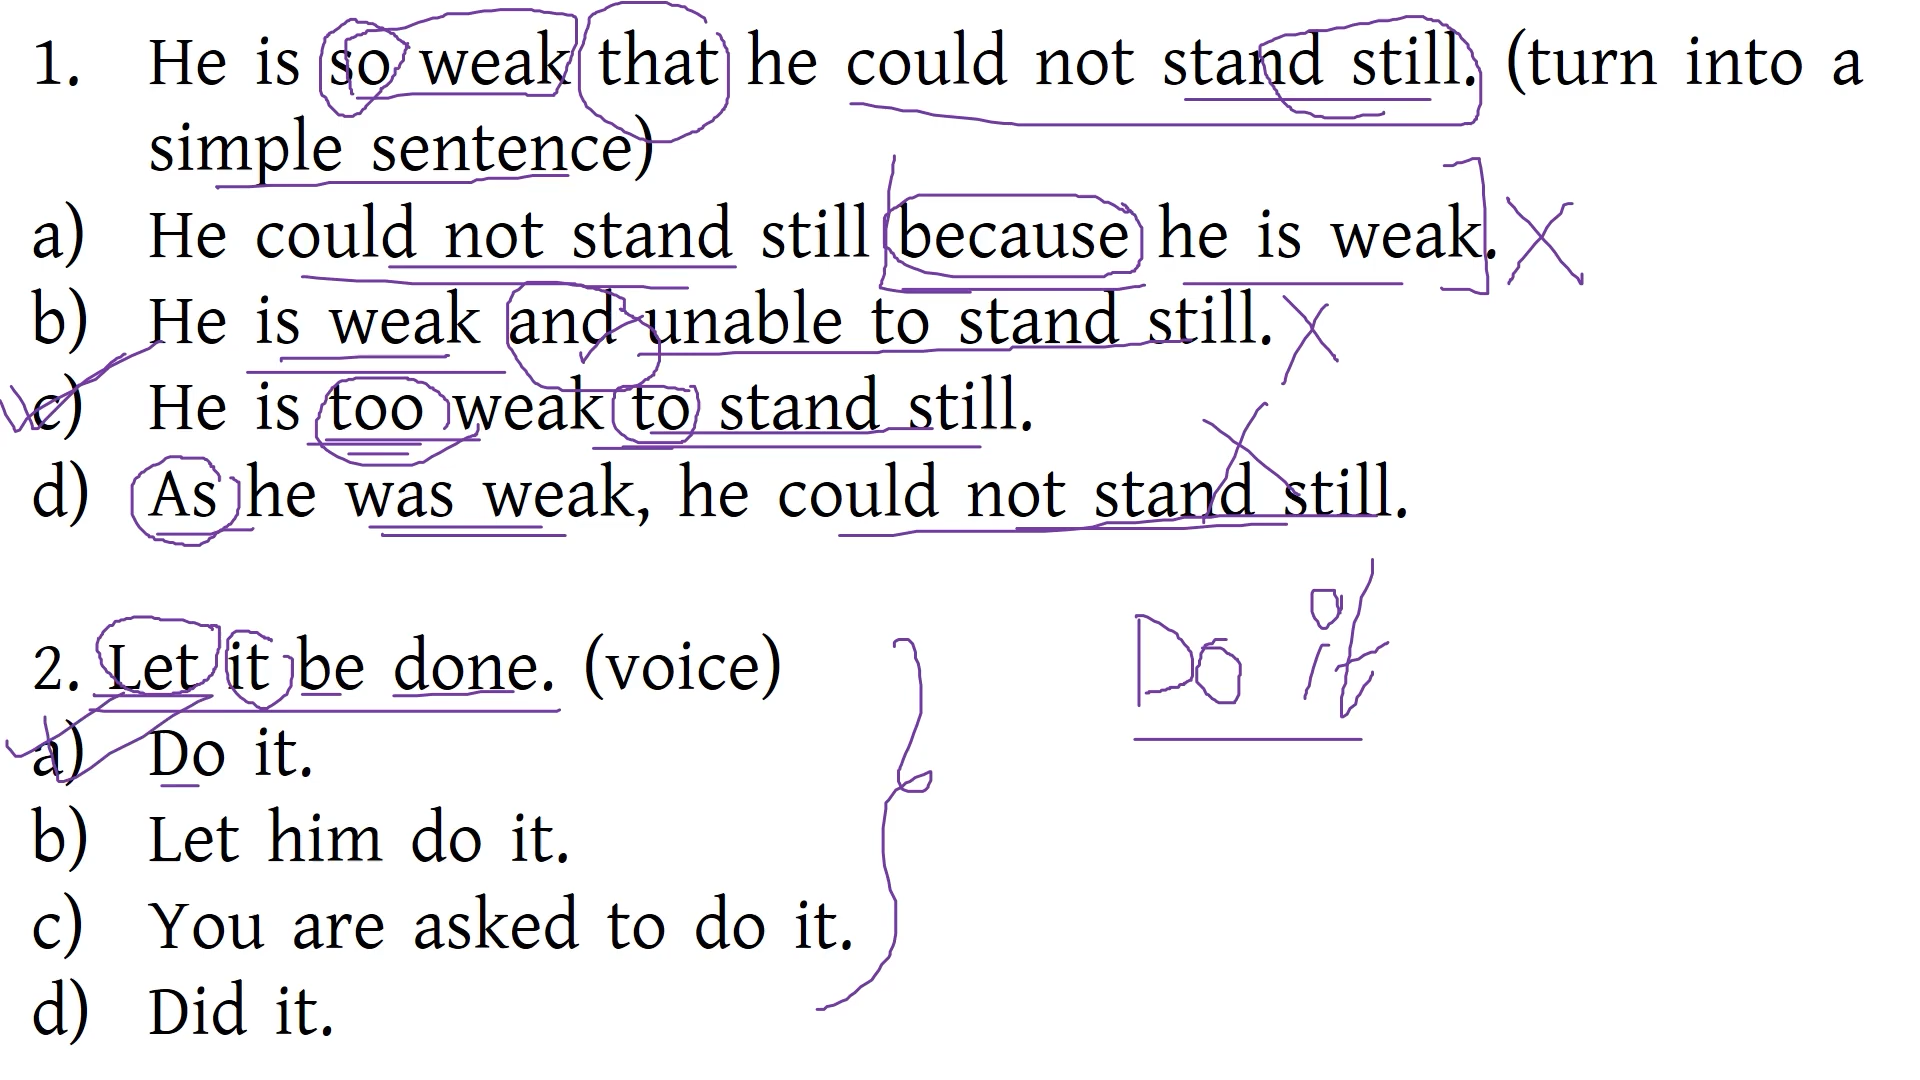 1. He is so weak that he could not stand still. (turn into a
simple sentence)
a) He could not stand still because he is weak.
b) He is weak and unable to stand still.
c) He is too weak to stand still.
d) As he was weak, he could not stand still.
2. Let it be done. (voice)
Do it
a) Do it.
b) Let him do it.
c) You are asked to do it.
d) Did it.